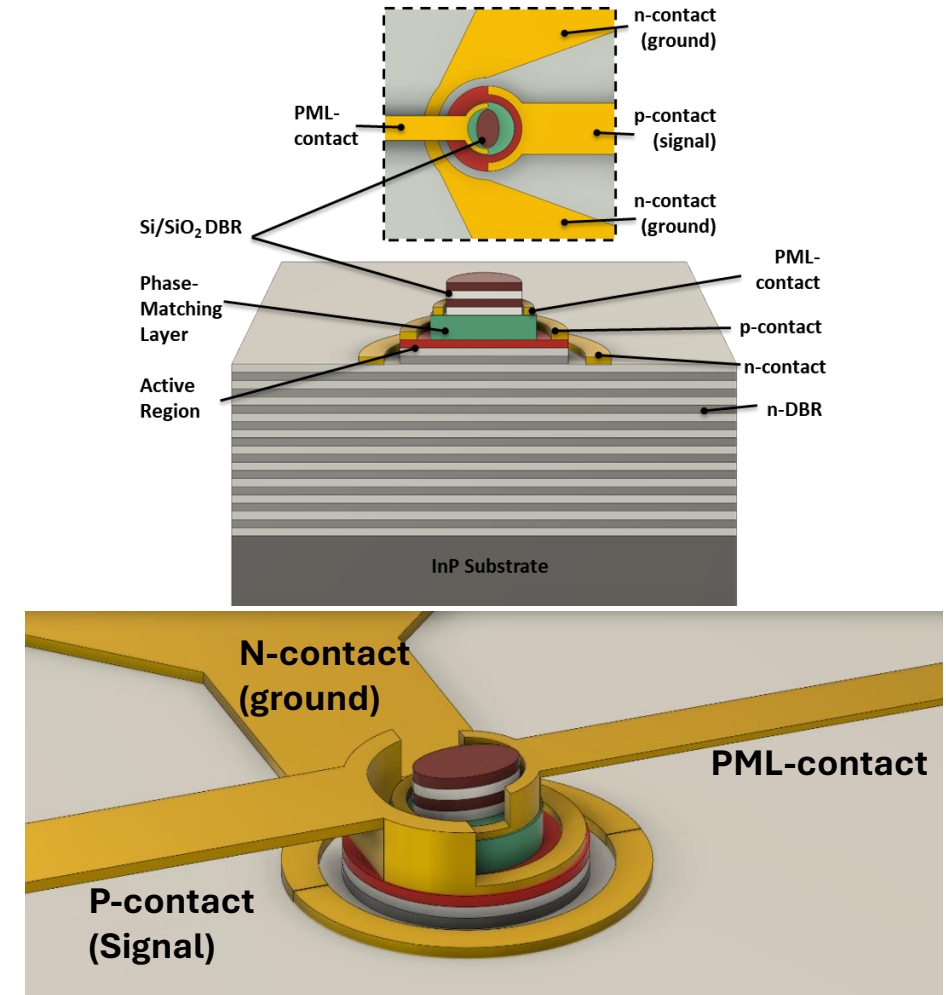 n-contact
(ground)
PML-
contact
p-contact
(signal)
n-contact
(ground)
Si/SiO₂ DBR
PML-
contact
Phase-
Matching
Layer
p-contact
n-contact
Active
Region
n-DBR
InP Substrate
N-contact
(ground)
PML-contact
P-contact
(Signal)